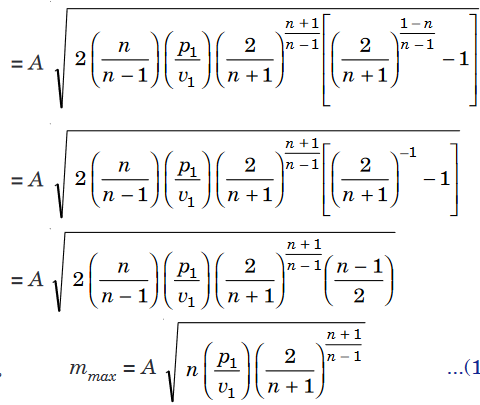 = A √(2 (n/(n − 1)) (p₁/v₁) (2/(n + 1))^((n + 1)/(n − 1)) [(2/(n + 1))^((1 − n)/(n − 1)) − 1])
= A √(2 (n/(n − 1)) (p₁/v₁) (2/(n + 1))^((n + 1)/(n − 1)) [(2/(n + 1))^(−1) − 1])
= A √(2 (n/(n − 1)) (p₁/v₁) (2/(n + 1))^((n + 1)/(n − 1)) ((n − 1)/2))
m_max = A √(n (p₁/v₁) (2/(n + 1))^((n + 1)/(n − 1))) ...(1